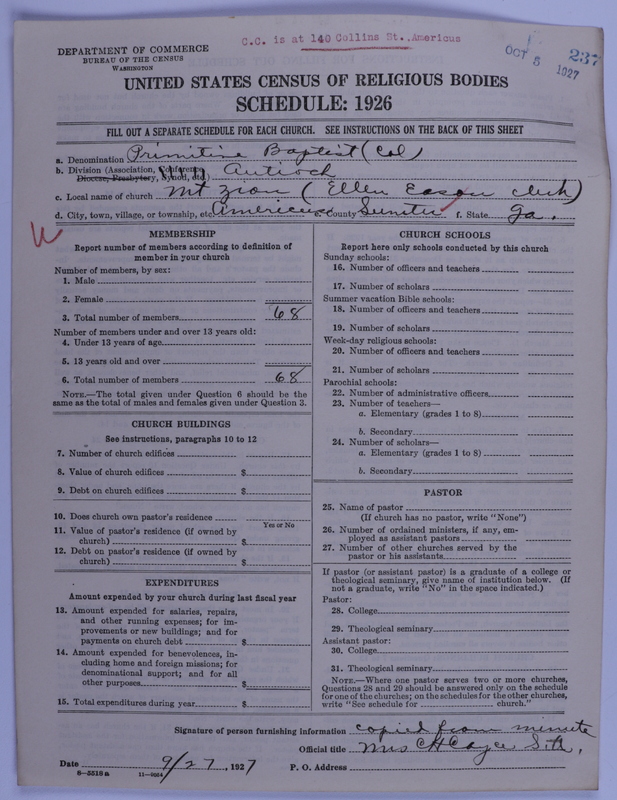 C.C. is at 140 Collins St., Americus
DEPARTMENT OF COMMERCE
BUREAU OF THE CENSUS
WASHINGTON
OCT 3 1927
237
UNITED STATES CENSUS OF RELIGIOUS BODIES
SCHEDULE: 1926
FILL OUT A SEPARATE SCHEDULE FOR EACH CHURCH. SEE INSTRUCTIONS ON THE BACK OF THIS SHEET
a. Denomination Primitive Baptist (Col)
b. Division (Association, Conference, Diocese, Presbytery, Synod, etc.) Antioch
c. Local name of church Mt Zion (Ellen Eason clerk)
d. City, town, village, or township, etc. Americus e. County Sumter f. State Ga.
MEMBERSHIP
Report number of members according to definition of
member in your church
Number of members, by sex:
1. Male
2. Female
3. Total number of members 68
Number of members under and over 13 years old:
4. Under 13 years of age
5. 13 years old and over
6. Total number of members 68
NOTE.—The total given under Question 6 should be
same as the total of males and females given under Question 3.
CHURCH BUILDINGS
See instructions, paragraphs 10 to 12
7. Number of church edifices
8. Value of church edifices $
9. Debt on church edifices $
10. Does church own pastor's residence
Yes or No
11. Value of pastor's residence (if owned by
church) $
12. Debt on pastor's residence (if owned by
church) $
EXPENDITURES
Amount expended by your church during last fiscal year
13. Amount expended for salaries, repairs,
and other running expenses; for im-
provements or new buildings; and for
payments on church debt $
14. Amount expended for benevolences, in-
cluding home and foreign missions; for
denominational support; and for all
other purposes $
15. Total expenditures during year $
CHURCH SCHOOLS
Report here only schools conducted by this church
Sunday schools:
16. Number of officers and teachers
17. Number of scholars
Summer vacation Bible schools:
18. Number of officers and teachers
19. Number of scholars
Week-day religious schools:
20. Number of officers and teachers
21. Number of scholars
Parochial schools:
22. Number of administrative officers
23. Number of teachers—
a. Elementary (grades 1 to 8)
b. Secondary
24. Number of scholars—
a. Elementary (grades 1 to 8)
b. Secondary
PASTOR
25. Name of pastor
(If church has no pastor, write "None")
26. Number of ordained ministers, if any, em-
ployed as assistant pastors
27. Number of other churches served by the
pastor or his assistants
If pastor (or assistant pastor) is a graduate of a college or
theological seminary, give name of institution below. (If
not a graduate, write "No" in the space indicated.)
Pastor:
28. College
29. Theological seminary
Assistant pastor:
30. College
31. Theological seminary
NOTE.—Where one pastor serves two or more churches,
Questions 28 and 29 should be answered only on the schedule
for one of the churches; on the schedules for the other churches,
write "See schedule for church."
Signature of person furnishing information copied from minute
Official title Mrs C H Cayce
Date 9/27, 1927 P. O. Address
8-5518a 11-9064